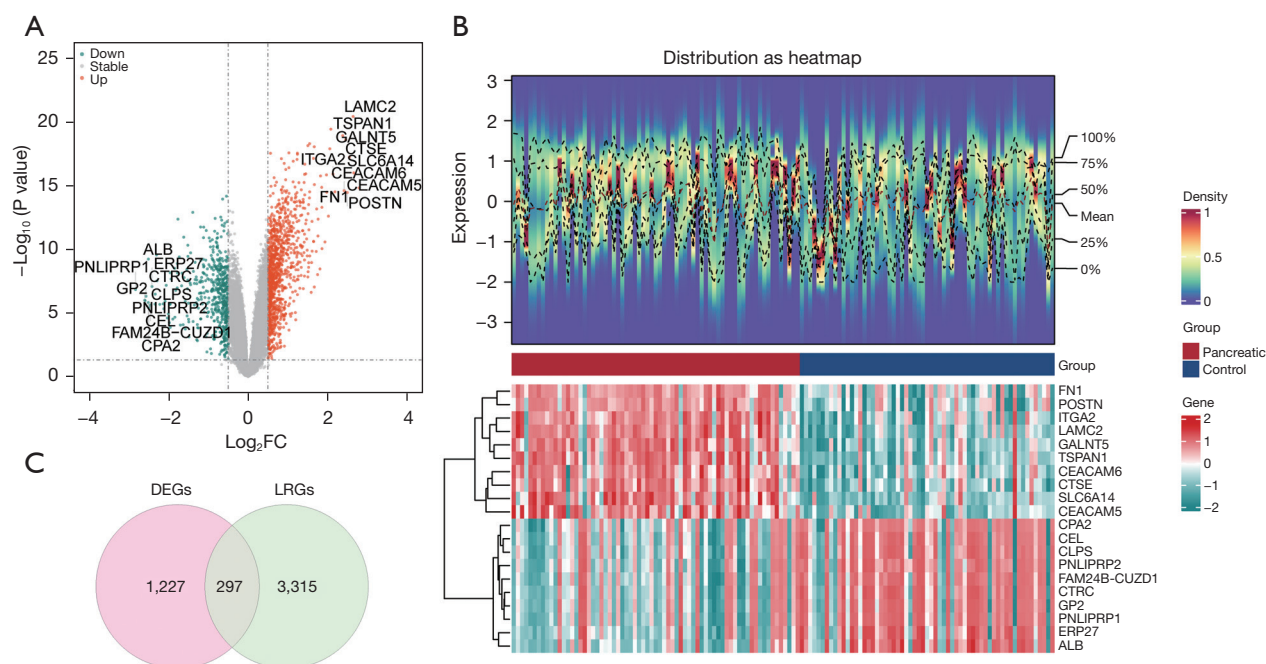 A
Down
Stable
Up
25
20
15
10
5
0
−Log10 (P value)
LAMC2
TSPAN1
GALNT5
CTSE
ITGA2
SLC6A14
CEACAM6
CEACAM5
FN1
POSTN
ALB
PNLIPRP1
ERP27
CTRC
GP2
CLPS
PNLIPRP2
CEL
FAM24B−CUZD1
CPA2
−4
−2
0
2
4
Log2FC
B
Distribution as heatmap
3
2
1
0
−1
−2
−3
Expression
100%
75%
50%
Mean
25%
0%
Group
FN1
POSTN
ITGA2
LAMC2
GALNT5
TSPAN1
CEACAM6
CTSE
SLC6A14
CEACAM5
CPA2
CEL
CLPS
PNLIPRP2
FAM24B-CUZD1
CTRC
GP2
PNLIPRP1
ERP27
ALB
Density
1
0.5
0
Group
Pancreatic
Control
Gene
2
1
0
−1
−2
C
DEGs
LRGs
1,227
297
3,315